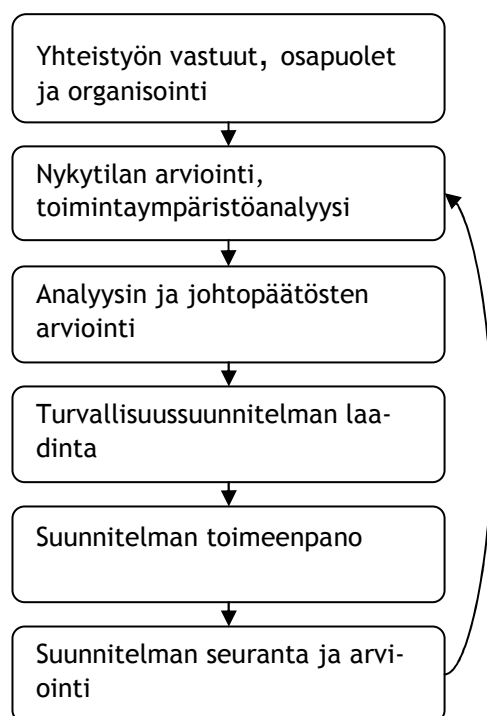 Yhteistyön vastuut, osapuolet
ja organisointi
Nykytilan arviointi,
toimintaympäristöanalyysi
Analyysin ja johtopäätösten
arviointi
Turvallisuussuunnitelman laa-
dinta
Suunnitelman toimeenpano
Suunnitelman seuranta ja arvi-
ointi